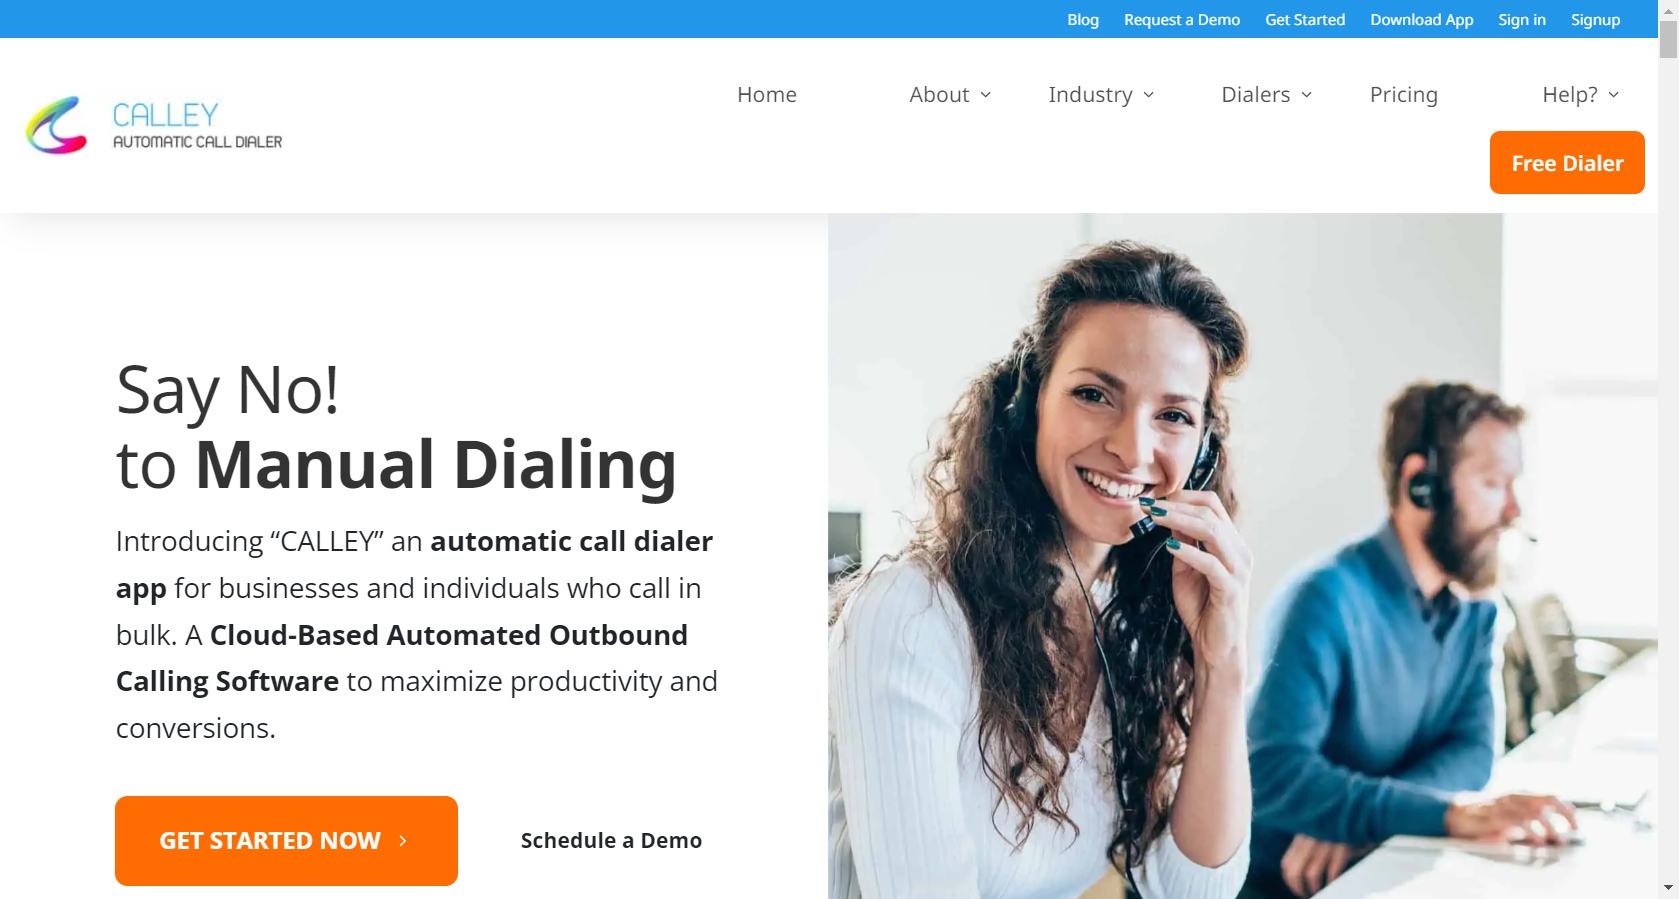 Blog Request a Demo Get Started Download App Sign in Signup
Home About Industry Dialers Pricing Help?
CALLEY
AUTOMATIC CALL DIALER
Free Dialer
Say No!
to Manual Dialing
Introducing “CALLEY” an automatic call dialer
app for businesses and individuals who call in
bulk. A Cloud-Based Automated Outbound
Calling Software to maximize productivity and
conversions.
GET STARTED NOW
Schedule a Demo